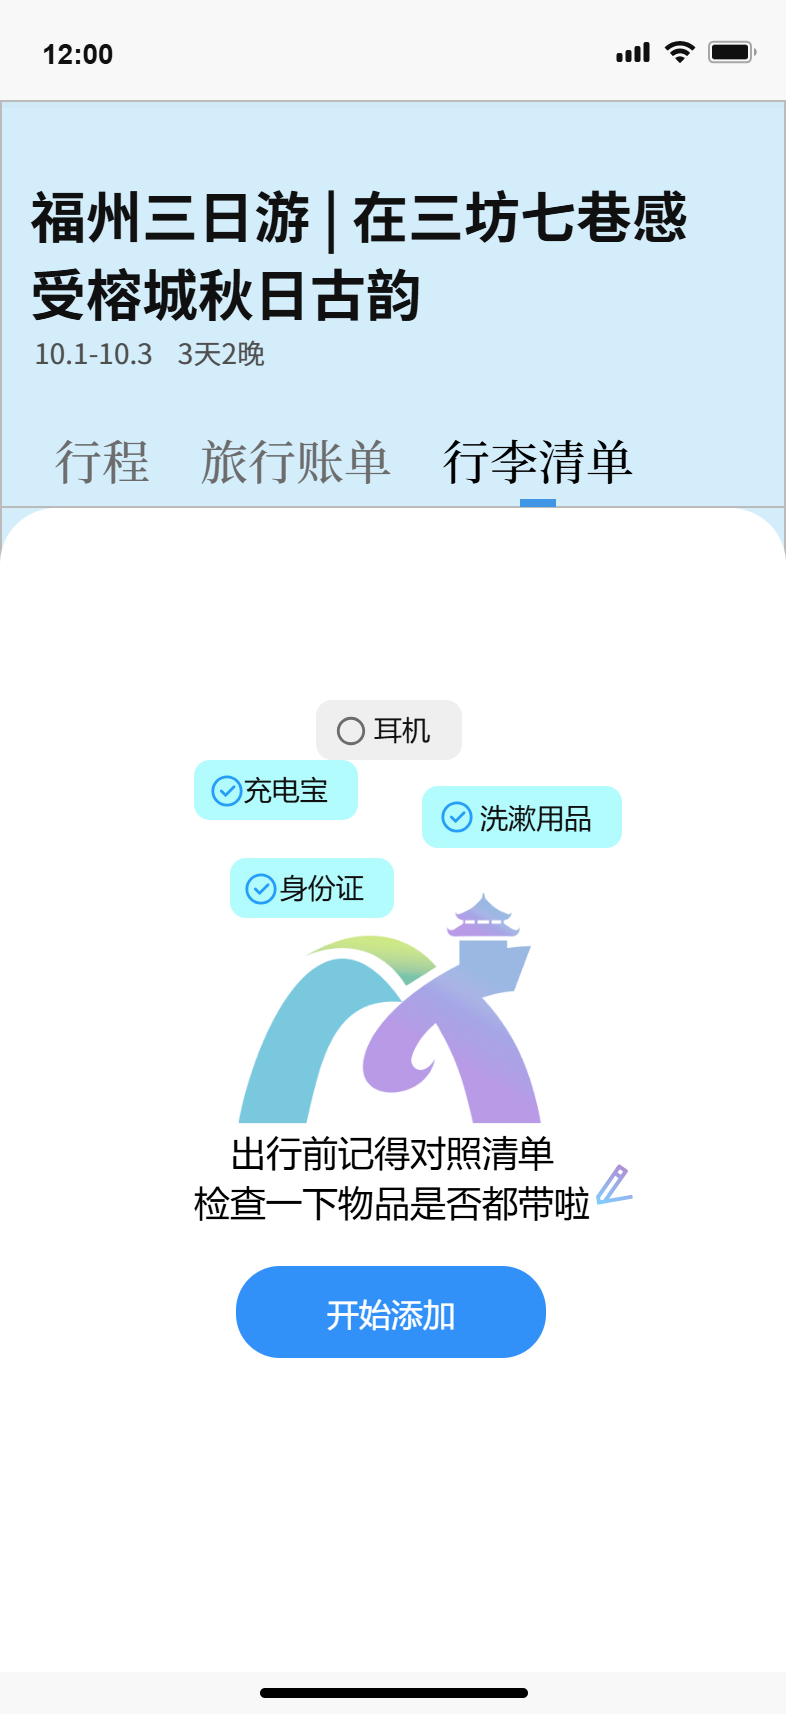 12:00
福州三日游 | 在三坊七巷感
受榕城秋日古韵
10.1-10.3 3天2晚
行程 旅行账单 行李清单
耳机
充电宝
洗漱用品
身份证
出行前记得对照清单
检查一下物品是否都带啦
开始添加